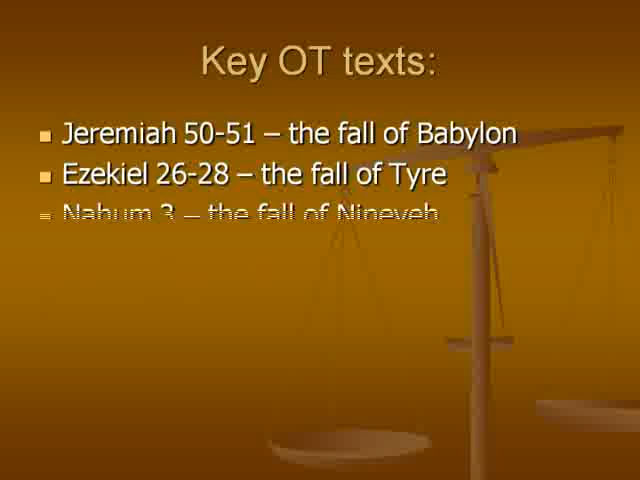 Key OT texts:
Jeremiah 50-51 – the fall of Babylon
Ezekiel 26-28 – the fall of Tyre
Nahum 3 – the fall of Nineveh